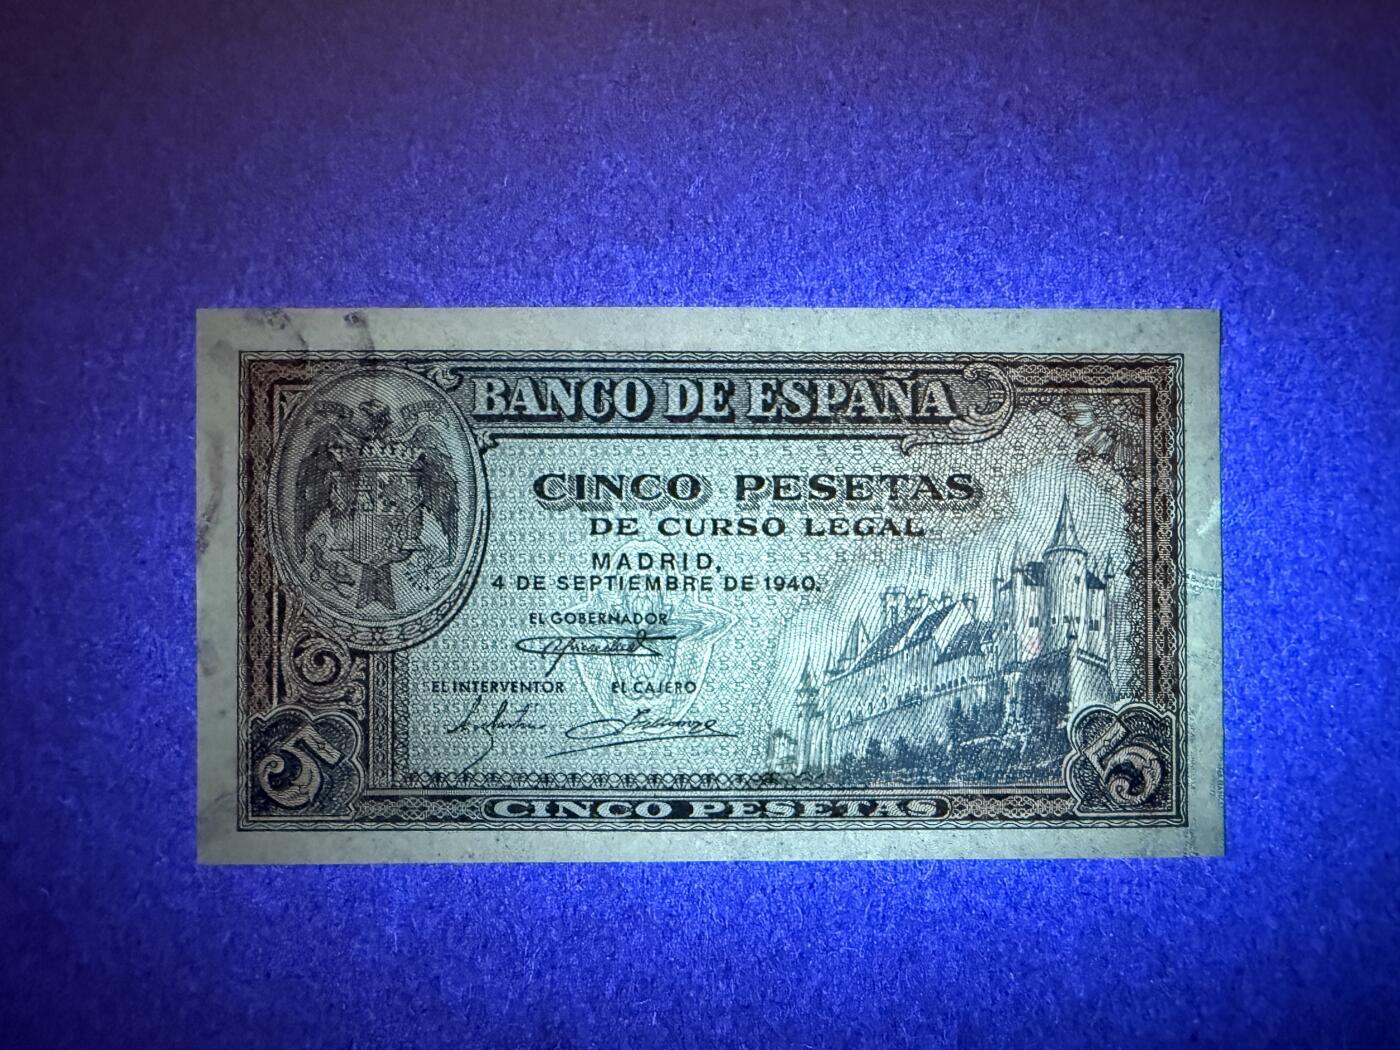 BANCO DE ESPAÑA
CINCO PESETAS
DE CURSO LEGAL
MADRID,
4 DE SEPTIEMBRE DE 1940.
EL GOBERNADOR
EL INTERVENTOR EL CAJERO
5 5
CINCO PESETAS